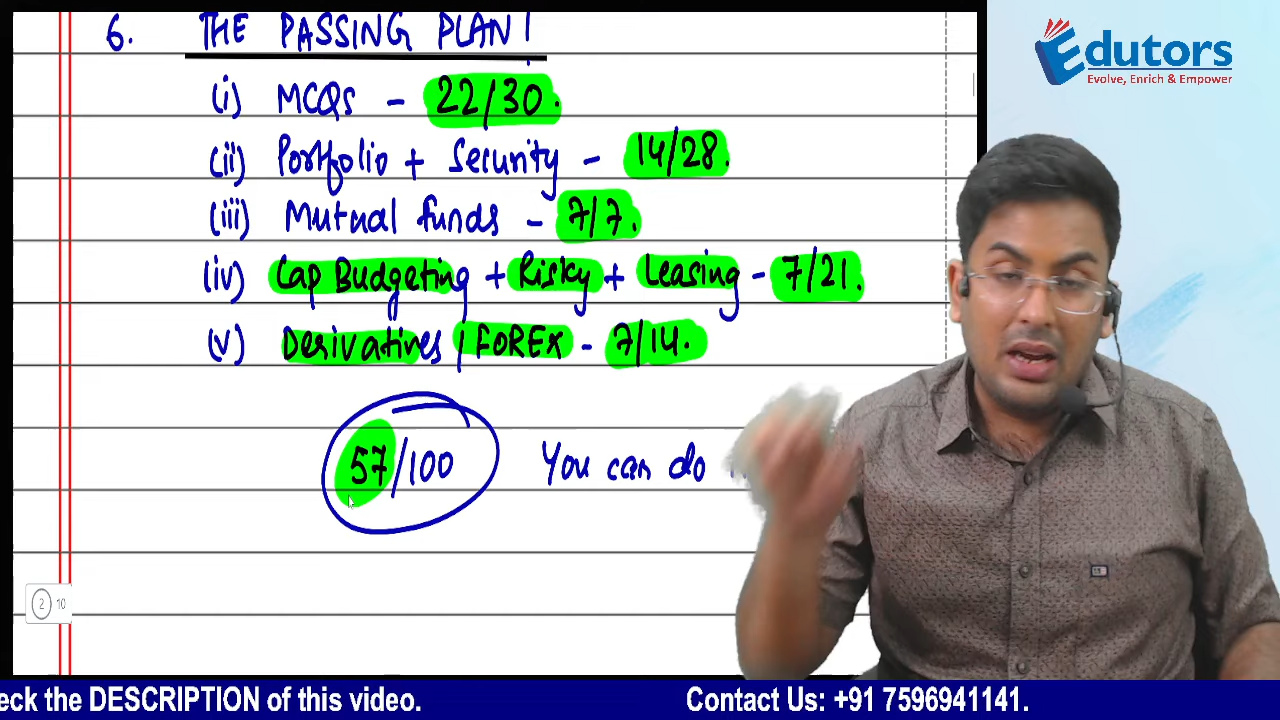 6. THE PASSING PLAN!
(i) MCQS - 22/30.
(ii) Portfolio + Security - 14/28.
(iii) Mutual funds - 7/7.
(iv) Cap Budgeting + Risky + Leasing - 7/21.
(v) Derivatives / FOREX - 7/14.
57/100 You can do
2 10
Edutors
Evolve, Enrich & Empower
eck the DESCRIPTION of this video. Contact Us: +91 7596941141.